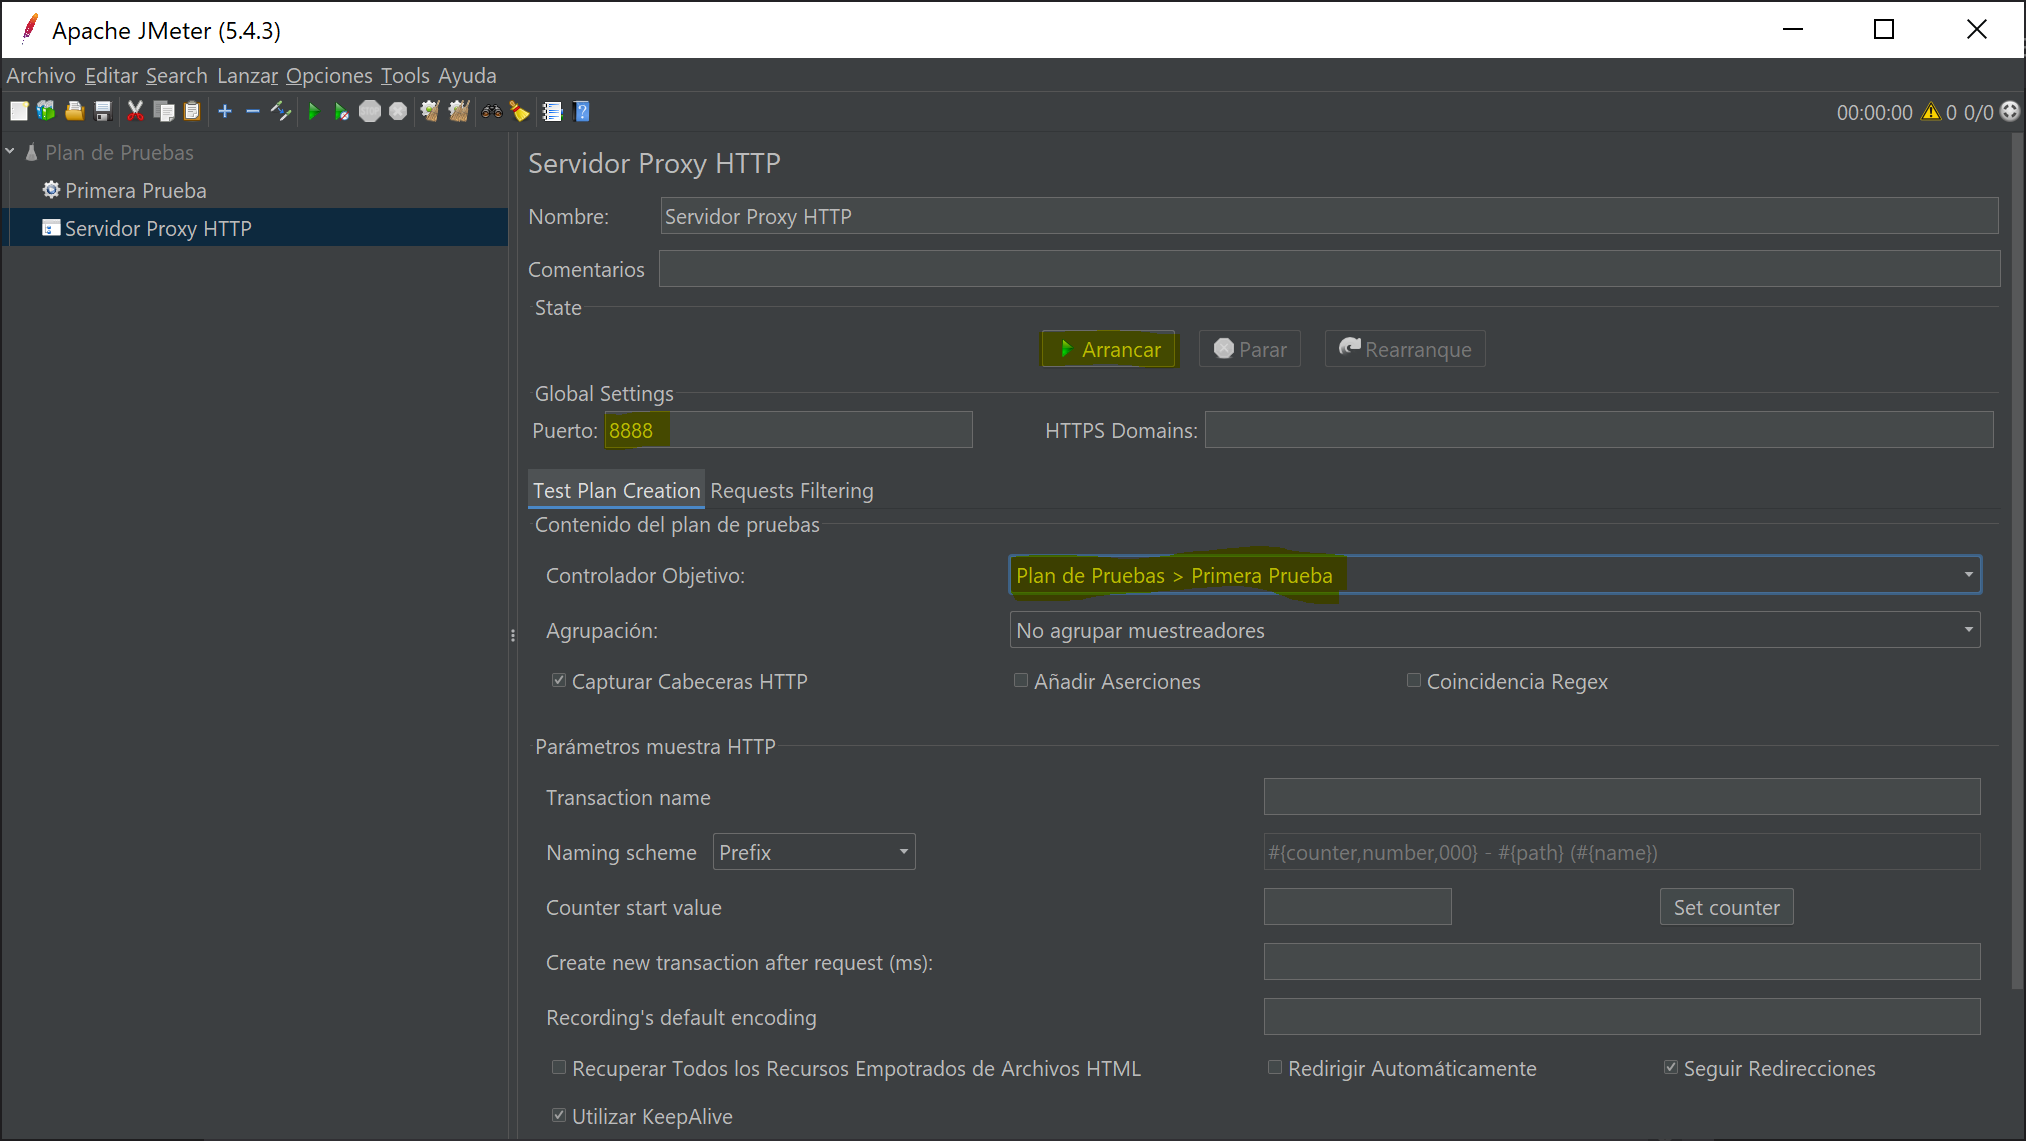 Apache JMeter (5.4.3)
Archivo Editar Search Lanzar Opciones Tools Ayuda
STOP
00:00:00 0 0/0
Plan de Pruebas
Primera Prueba
Servidor Proxy HTTP
Servidor Proxy HTTP
Nombre: Servidor Proxy HTTP
Comentarios
State
Arrancar Parar Rearranque
Global Settings
Puerto: 8888 HTTPS Domains:
Test Plan Creation Requests Filtering
Contenido del plan de pruebas
Controlador Objetivo: Plan de Pruebas > Primera Prueba
Agrupación: No agrupar muestreadores
Capturar Cabeceras HTTP Añadir Aserciones Coincidencia Regex
Parámetros muestra HTTP
Transaction name
Naming scheme Prefix #{counter,number,000} - #{path} (#{name})
Counter start value Set counter
Create new transaction after request (ms):
Recording's default encoding
Recuperar Todos los Recursos Empotrados de Archivos HTML Redirigir Automáticamente Seguir Redirecciones
Utilizar KeepAlive